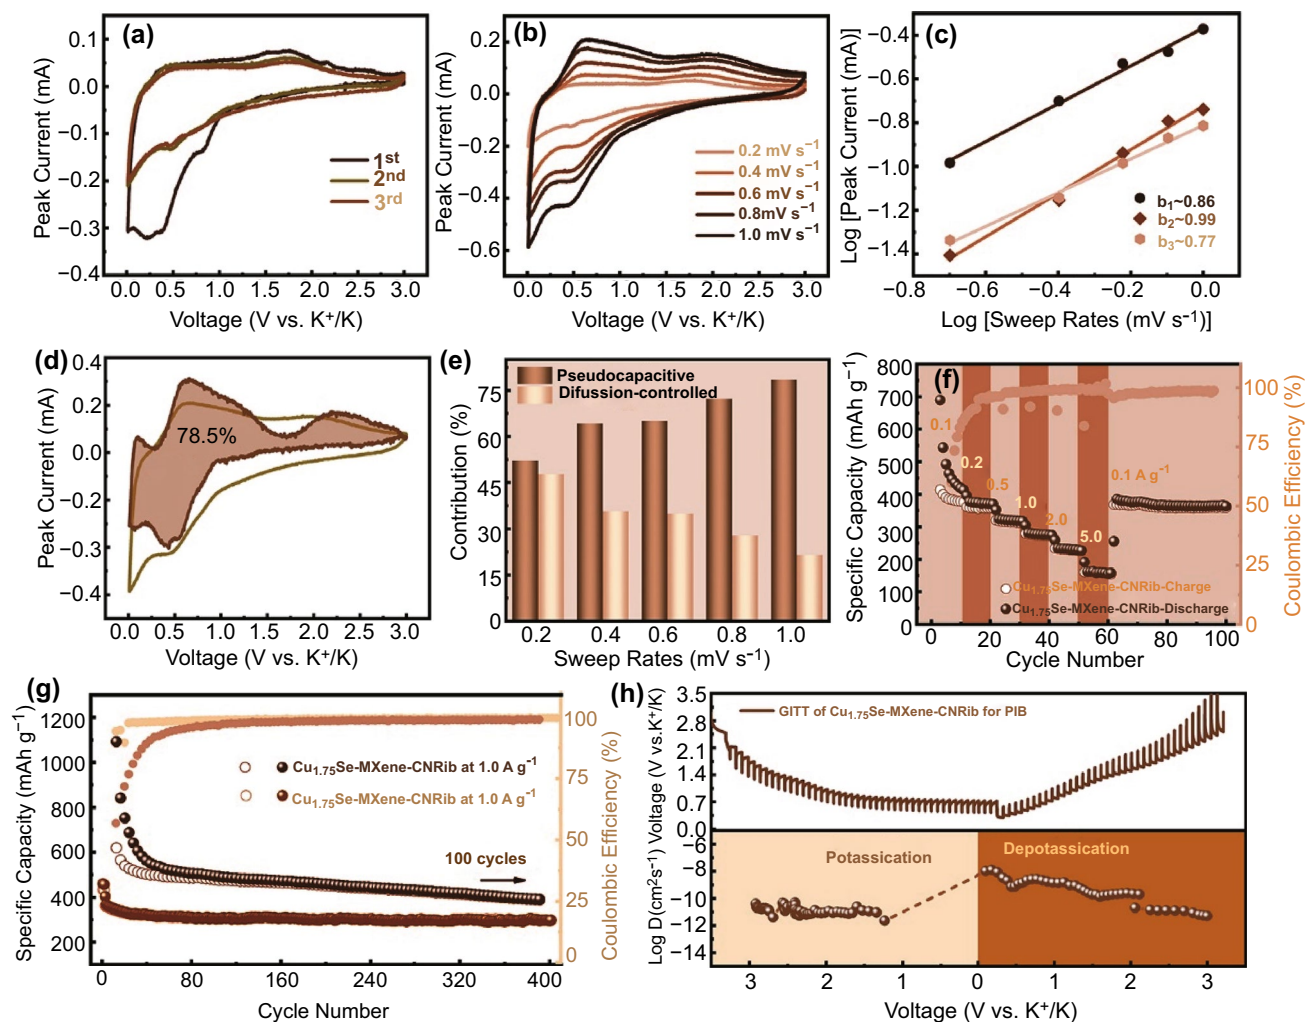 (a)
0.1
0.0
−0.1
−0.2
−0.3
−0.4
Peak Current (mA)
1st
2nd
3rd
0.0 0.5 1.0 1.5 2.0 2.5 3.0
Voltage (V vs. K⁺/K)
(b)
0.2
0.0
−0.2
−0.4
−0.6
Peak Current (mA)
0.2 mV s⁻¹
0.4 mV s⁻¹
0.6 mV s⁻¹
0.8mV s⁻¹
1.0 mV s⁻¹
0.0 0.5 1.0 1.5 2.0 2.5 3.0
Voltage (V vs. K⁺/K)
(c)
−0.4
−0.6
−0.8
−1.0
−1.2
−1.4
Log [Peak Current (mA)]
b₁~0.86
b₂~0.99
b₃~0.77
−0.8 −0.6 −0.4 −0.2 0.0
Log [Sweep Rates (mV s⁻¹)]
(d)
0.4
0.2
0.0
−0.2
−0.3
0.4
Peak Current (mA)
78.5%
0.0 0.5 1.0 1.5 2.0 2.5 3.0
Voltage (V vs. K⁺/K)
(e)
75
60
45
30
15
0
Contribution (%)
Pseudocapacitive
Difussion-controlled
0.2 0.4 0.6 0.8 1.0
Sweep Rates (mV s⁻¹)
(f)
800
700
600
500
400
300
200
100
0
Specific Capacity (mAh g⁻¹)
0.1
0.2
0.5
1.0
2.0
5.0
0.1 A g⁻¹
Cu₁.₇₅Se-MXene-CNRib-Charge
Cu₁.₇₅Se-MXene-CNRib-Discharge
100
75
50
25
0
Coulombic Efficiency (%)
0 20 40 60 80 100
Cycle Number
(g)
1200
1000
800
600
400
200
Specific Capacity (mAh g⁻¹)
Cu₁.₇₅Se-MXene-CNRib at 1.0 A g⁻¹
Cu₁.₇₅Se-MXene-CNRib at 1.0 A g⁻¹
100 cycles
100
75
50
25
0
Coulombic Efficiency (%)
0 80 160 240 320 400
Cycle Number
(h)
3.5
2.8
2.1
1.4
0.7
0.0
Voltage (V vs.K⁺/K)
GITT of Cu₁.₇₅Se-MXene-CNRib for PIB
−6
−8
−10
−12
−14
Log D(cm²s⁻¹)
Potassication
Depotassication
3 2 1 0 1 2 3
Voltage (V vs. K⁺/K)